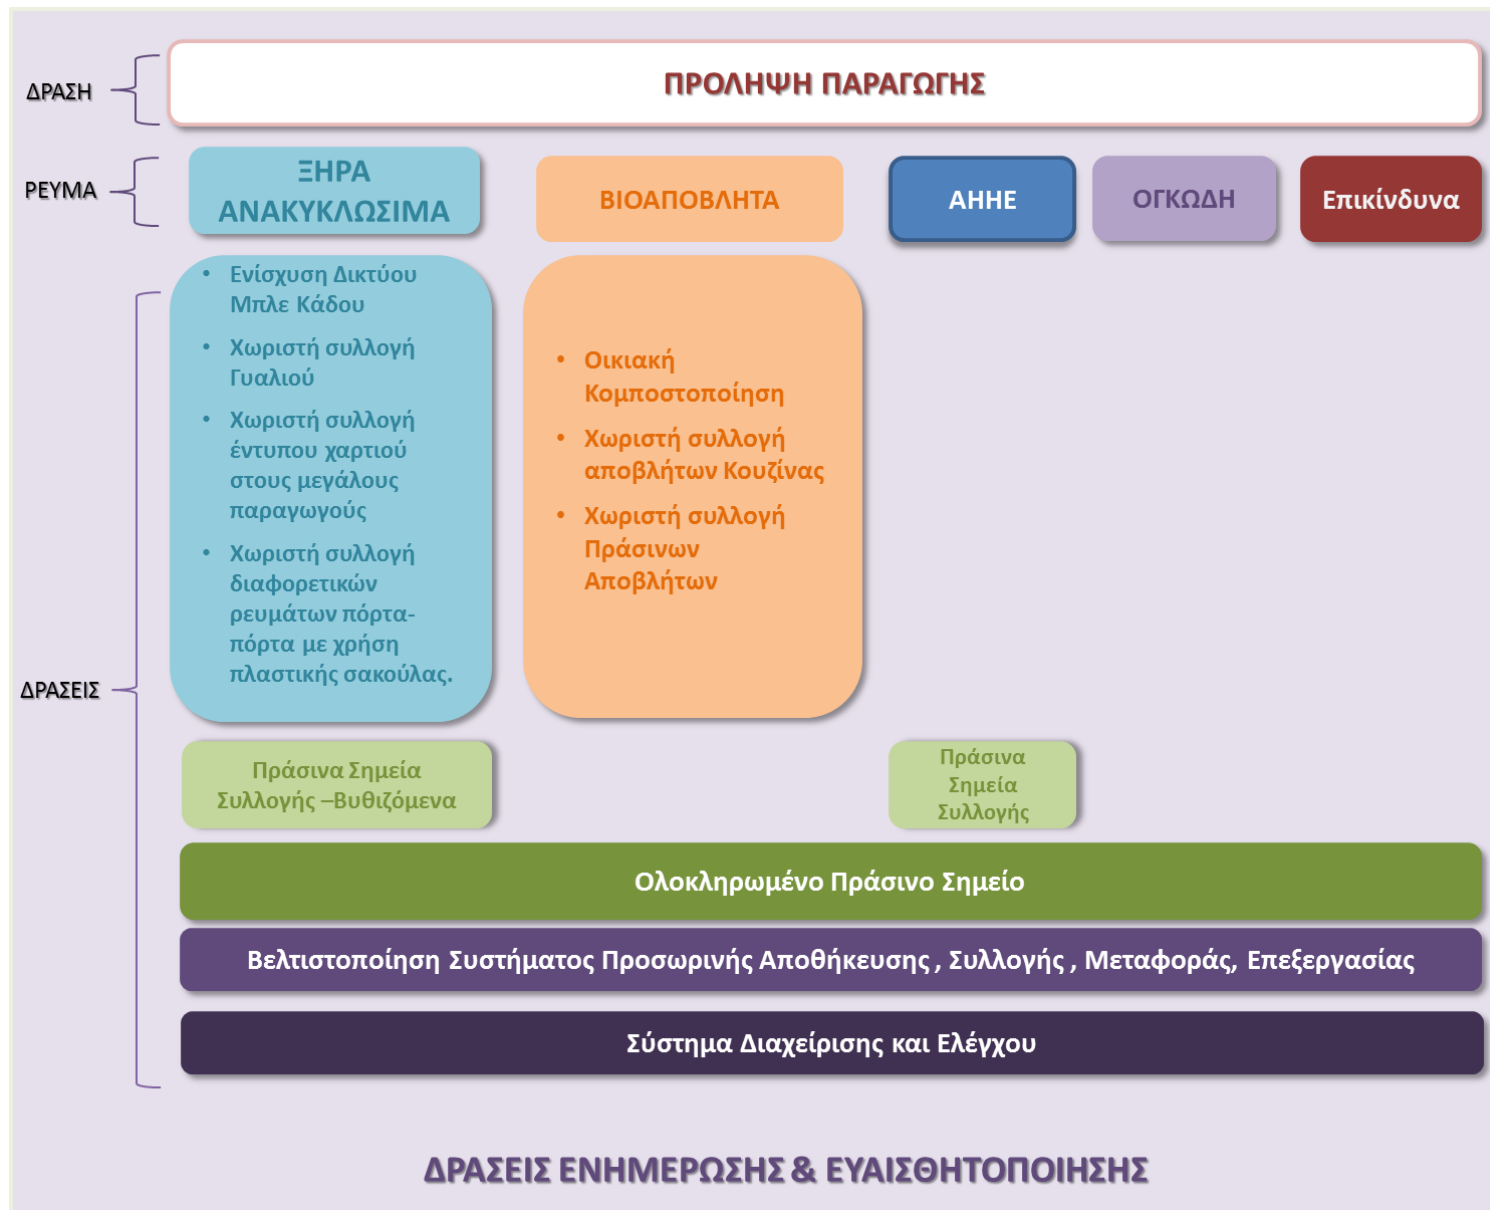 ΔΡΑΣΗ
ΠΡΟΛΗΨΗ ΠΑΡΑΓΩΓΗΣ
ΡΕΥΜΑ
ΞΗΡΑ
ΑΝΑΚΥΚΛΩΣΙΜΑ
ΒΙΟΑΠΟΒΛΗΤΑ
ΑΗΗΕ
ΟΓΚΩΔΗ
Επικίνδυνα
ΔΡΑΣΕΙΣ
• Ενίσχυση Δικτύου
Μπλε Κάδου
• Χωριστή συλλογή
Γυαλιού
• Χωριστή συλλογή
έντυπου χαρτιού
στους μεγάλους
παραγωγούς
• Χωριστή συλλογή
διαφορετικών
ρευμάτων πόρτα-
πόρτα με χρήση
πλαστικής σακούλας.
• Οικιακή
Κομποστοποίηση
• Χωριστή συλλογή
αποβλήτων Κουζίνας
• Χωριστή συλλογή
Πράσινων
Αποβλήτων
Πράσινα Σημεία
Συλλογής –Βυθιζόμενα
Πράσινα
Σημεία
Συλλογής
Ολοκληρωμένο Πράσινο Σημείο
Βελτιστοποίηση Συστήματος Προσωρινής Αποθήκευσης , Συλλογής , Μεταφοράς, Επεξεργασίας
Σύστημα Διαχείρισης και Ελέγχου
ΔΡΑΣΕΙΣ ΕΝΗΜΕΡΩΣΗΣ & ΕΥΑΙΣΘΗΤΟΠΟΙΗΣΗΣ